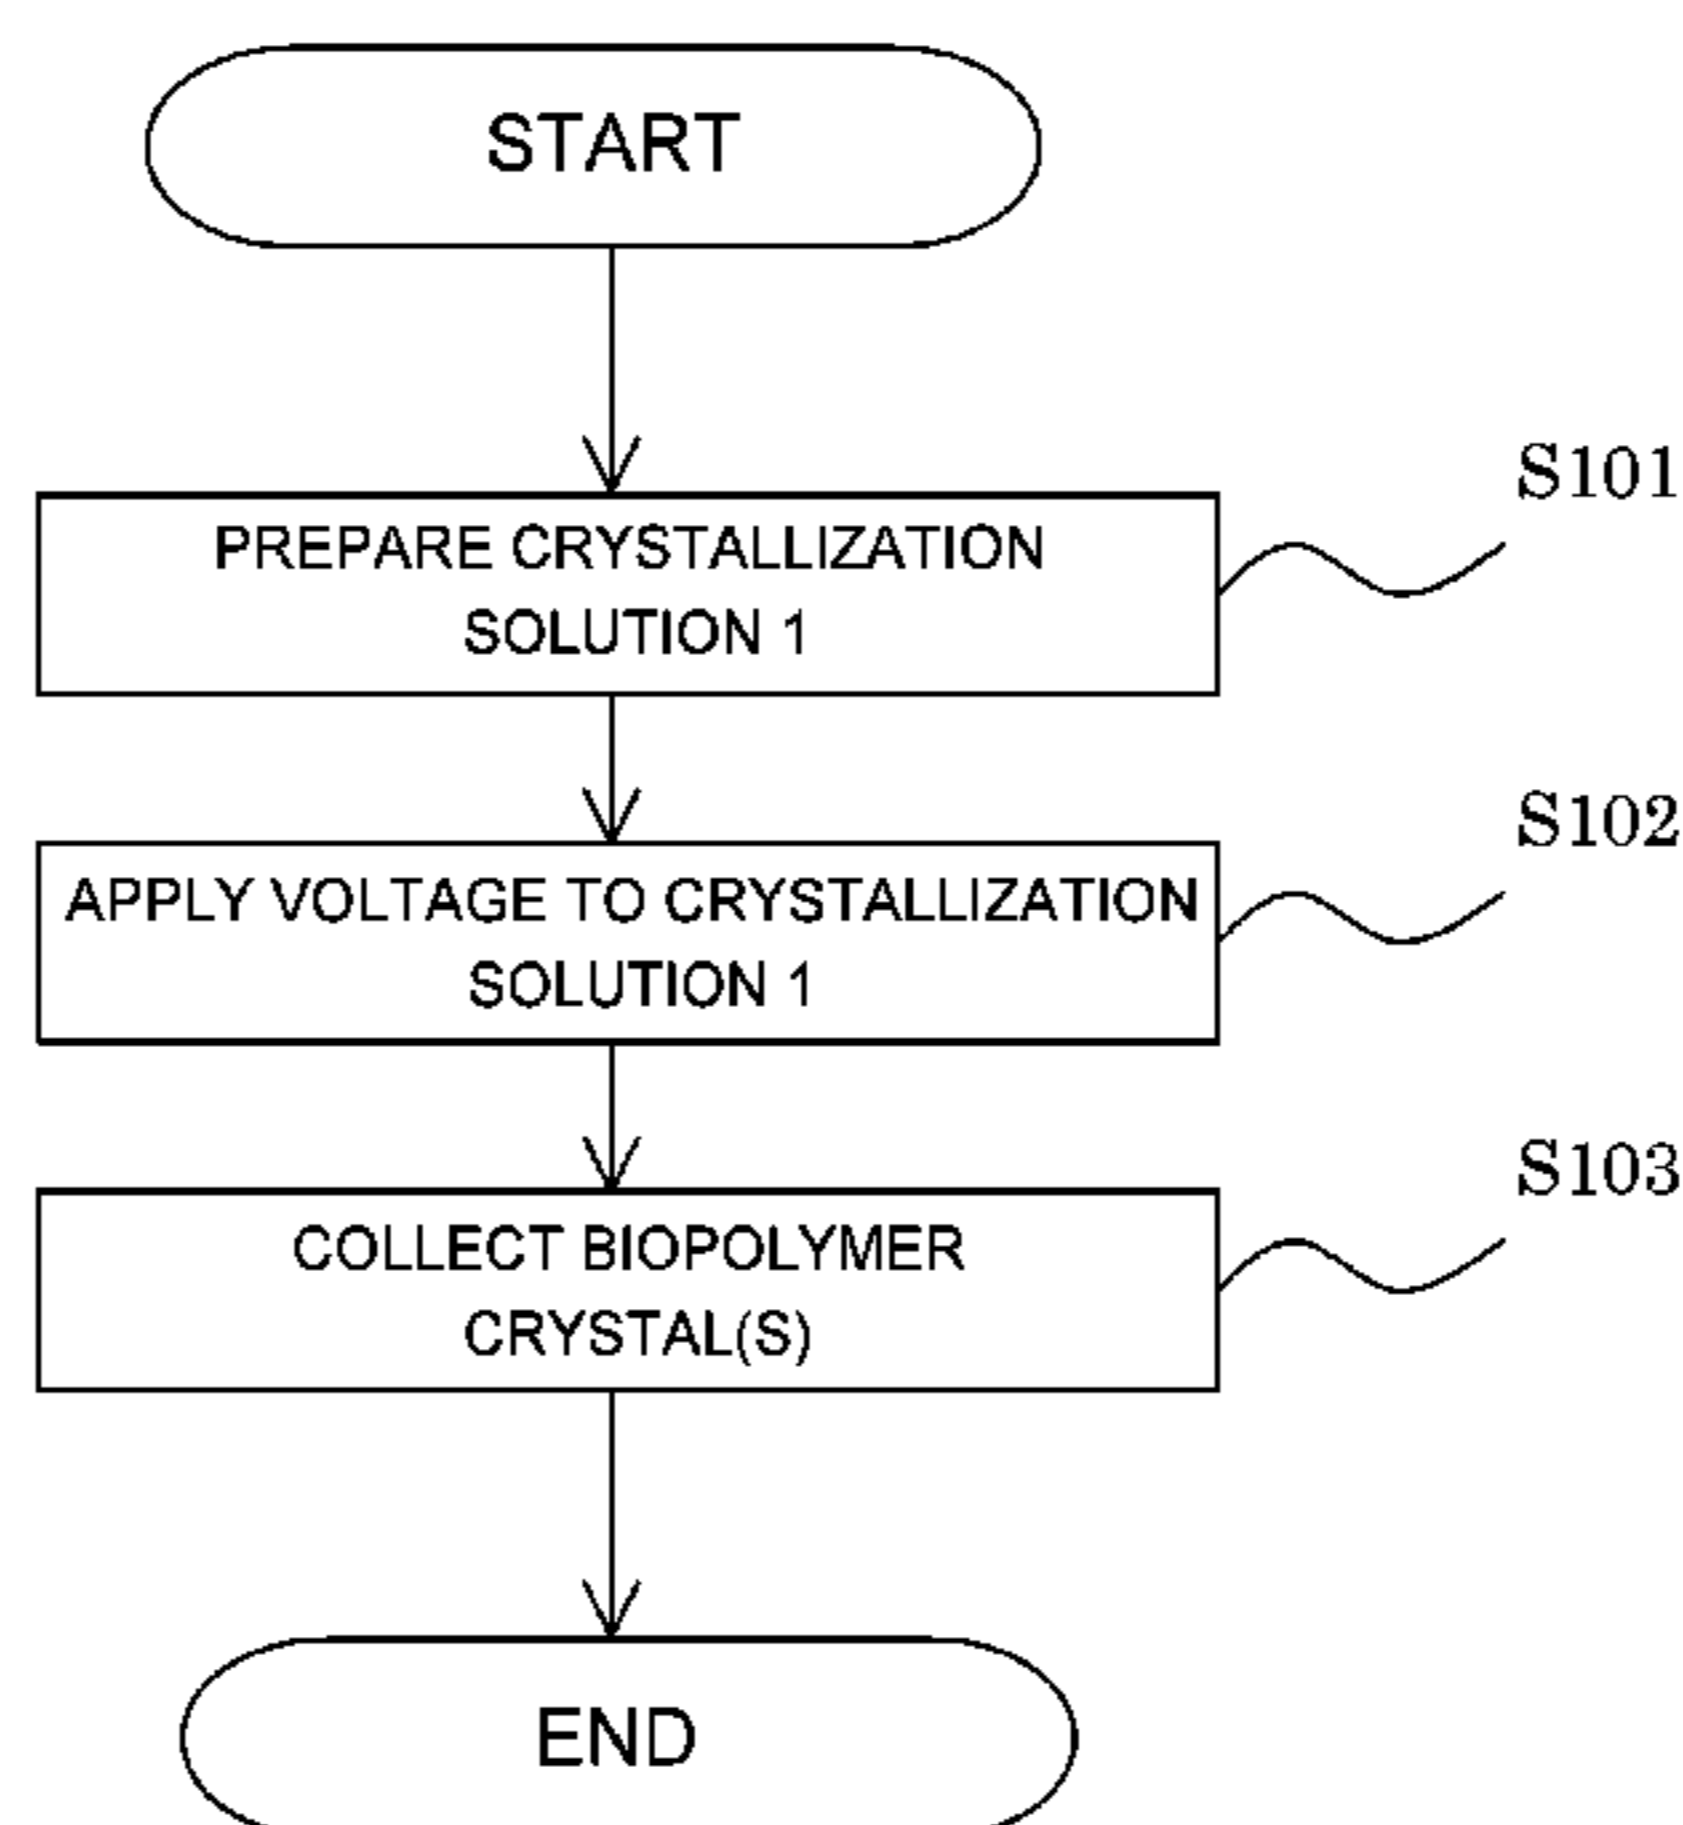 START
S101
PREPARE CRYSTALLIZATION
SOLUTION 1
S102
APPLY VOLTAGE TO CRYSTALLIZATION
SOLUTION 1
S103
COLLECT BIOPOLYMER
CRYSTAL(S)
END